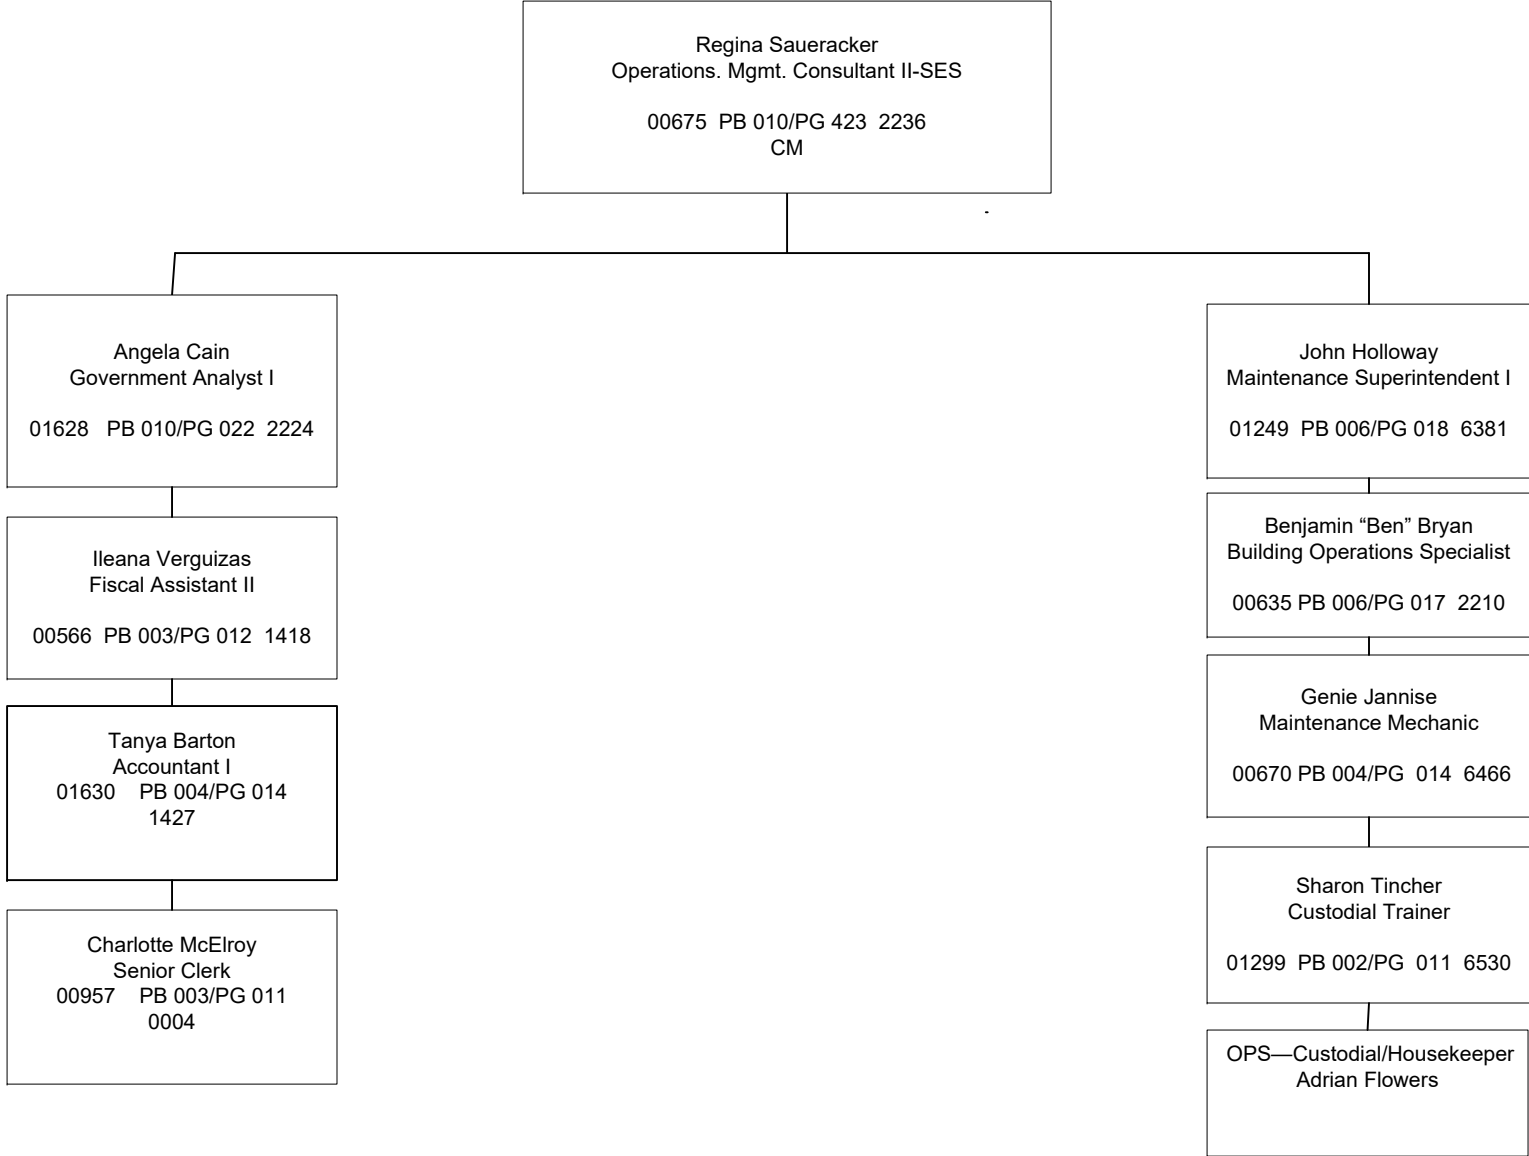 Regina Saueracker
Operations. Mgmt. Consultant II-SES
00675 PB 010/PG 423 2236
CM
-
Angela Cain
Government Analyst I
01628 PB 010/PG 022 2224
Ileana Verguizas
Fiscal Assistant II
00566 PB 003/PG 012 1418
Tanya Barton
Accountant I
01630 PB 004/PG 014
1427
Charlotte McElroy
Senior Clerk
00957 PB 003/PG 011
0004
John Holloway
Maintenance Superintendent I
01249 PB 006/PG 018 6381
Benjamin “Ben” Bryan
Building Operations Specialist
00635 PB 006/PG 017 2210
Genie Jannise
Maintenance Mechanic
00670 PB 004/PG 014 6466
Sharon Tincher
Custodial Trainer
01299 PB 002/PG 011 6530
OPS—Custodial/Housekeeper
Adrian Flowers